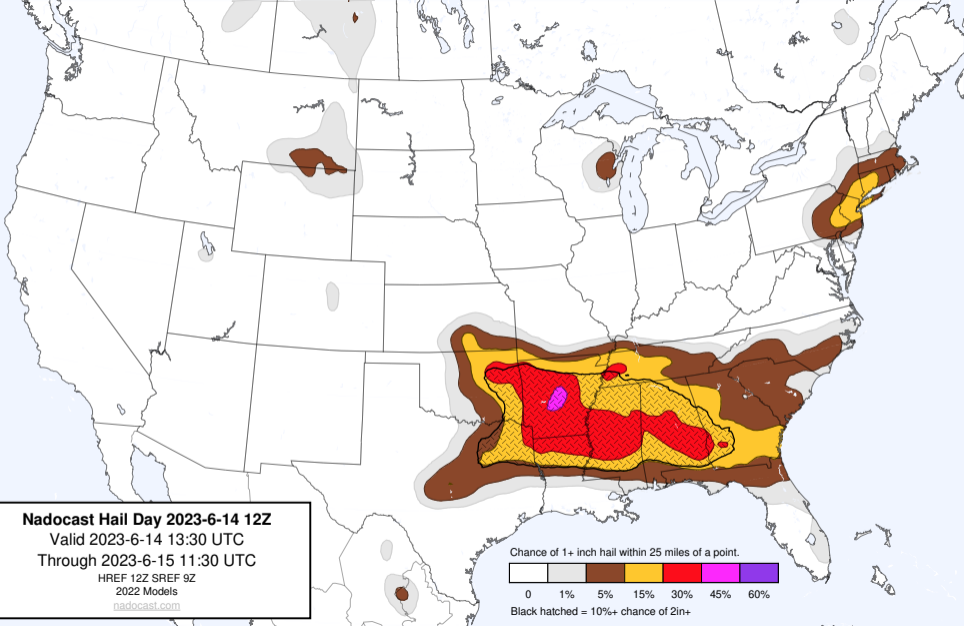 Nadocast Hail Day 2023-6-14 12Z
Valid 2023-6-14 13:30 UTC
Through 2023-6-15 11:30 UTC
HREF 12Z SREF 9Z
2022 Models
nadocast.com
Chance of 1+ inch hail within 25 miles of a point.
0 1% 5% 15% 30% 45% 60%
Black hatched = 10%+ chance of 2in+